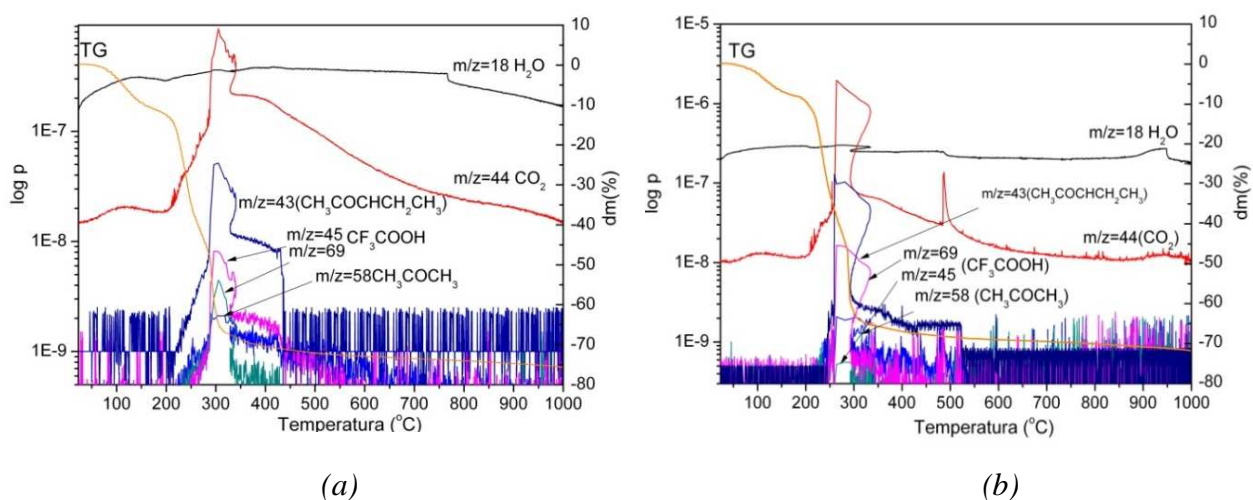 TG
m/z=18 H₂O
m/z=44 CO₂
m/z=43(CH₃COCHCH₂CH₃)
m/z=45 CF₃COOH
m/z=69
m/z=58CH₃COCH₃
1E-7
1E-8
1E-9
log p
10
0
-10
-20
-30
-40
-50
-60
-70
-80
dm(%)
100 200 300 400 500 600 700 800 900 1000
Temperatura (°C)
(a)
TG
m/z=18 H₂O
m/z=43(CH₃COCHCH₂CH₃)
m/z=44(CO₂)
m/z=69
(CF₃COOH)
m/z=45
m/z=58 (CH₃COCH₃)
1E-5
1E-6
1E-7
1E-8
1E-9
log p
10
0
-10
-20
-30
-40
-50
-60
-70
-80
dm(%)
100 200 300 400 500 600 700 800 900 1000
Temperatura (°C)
(b)